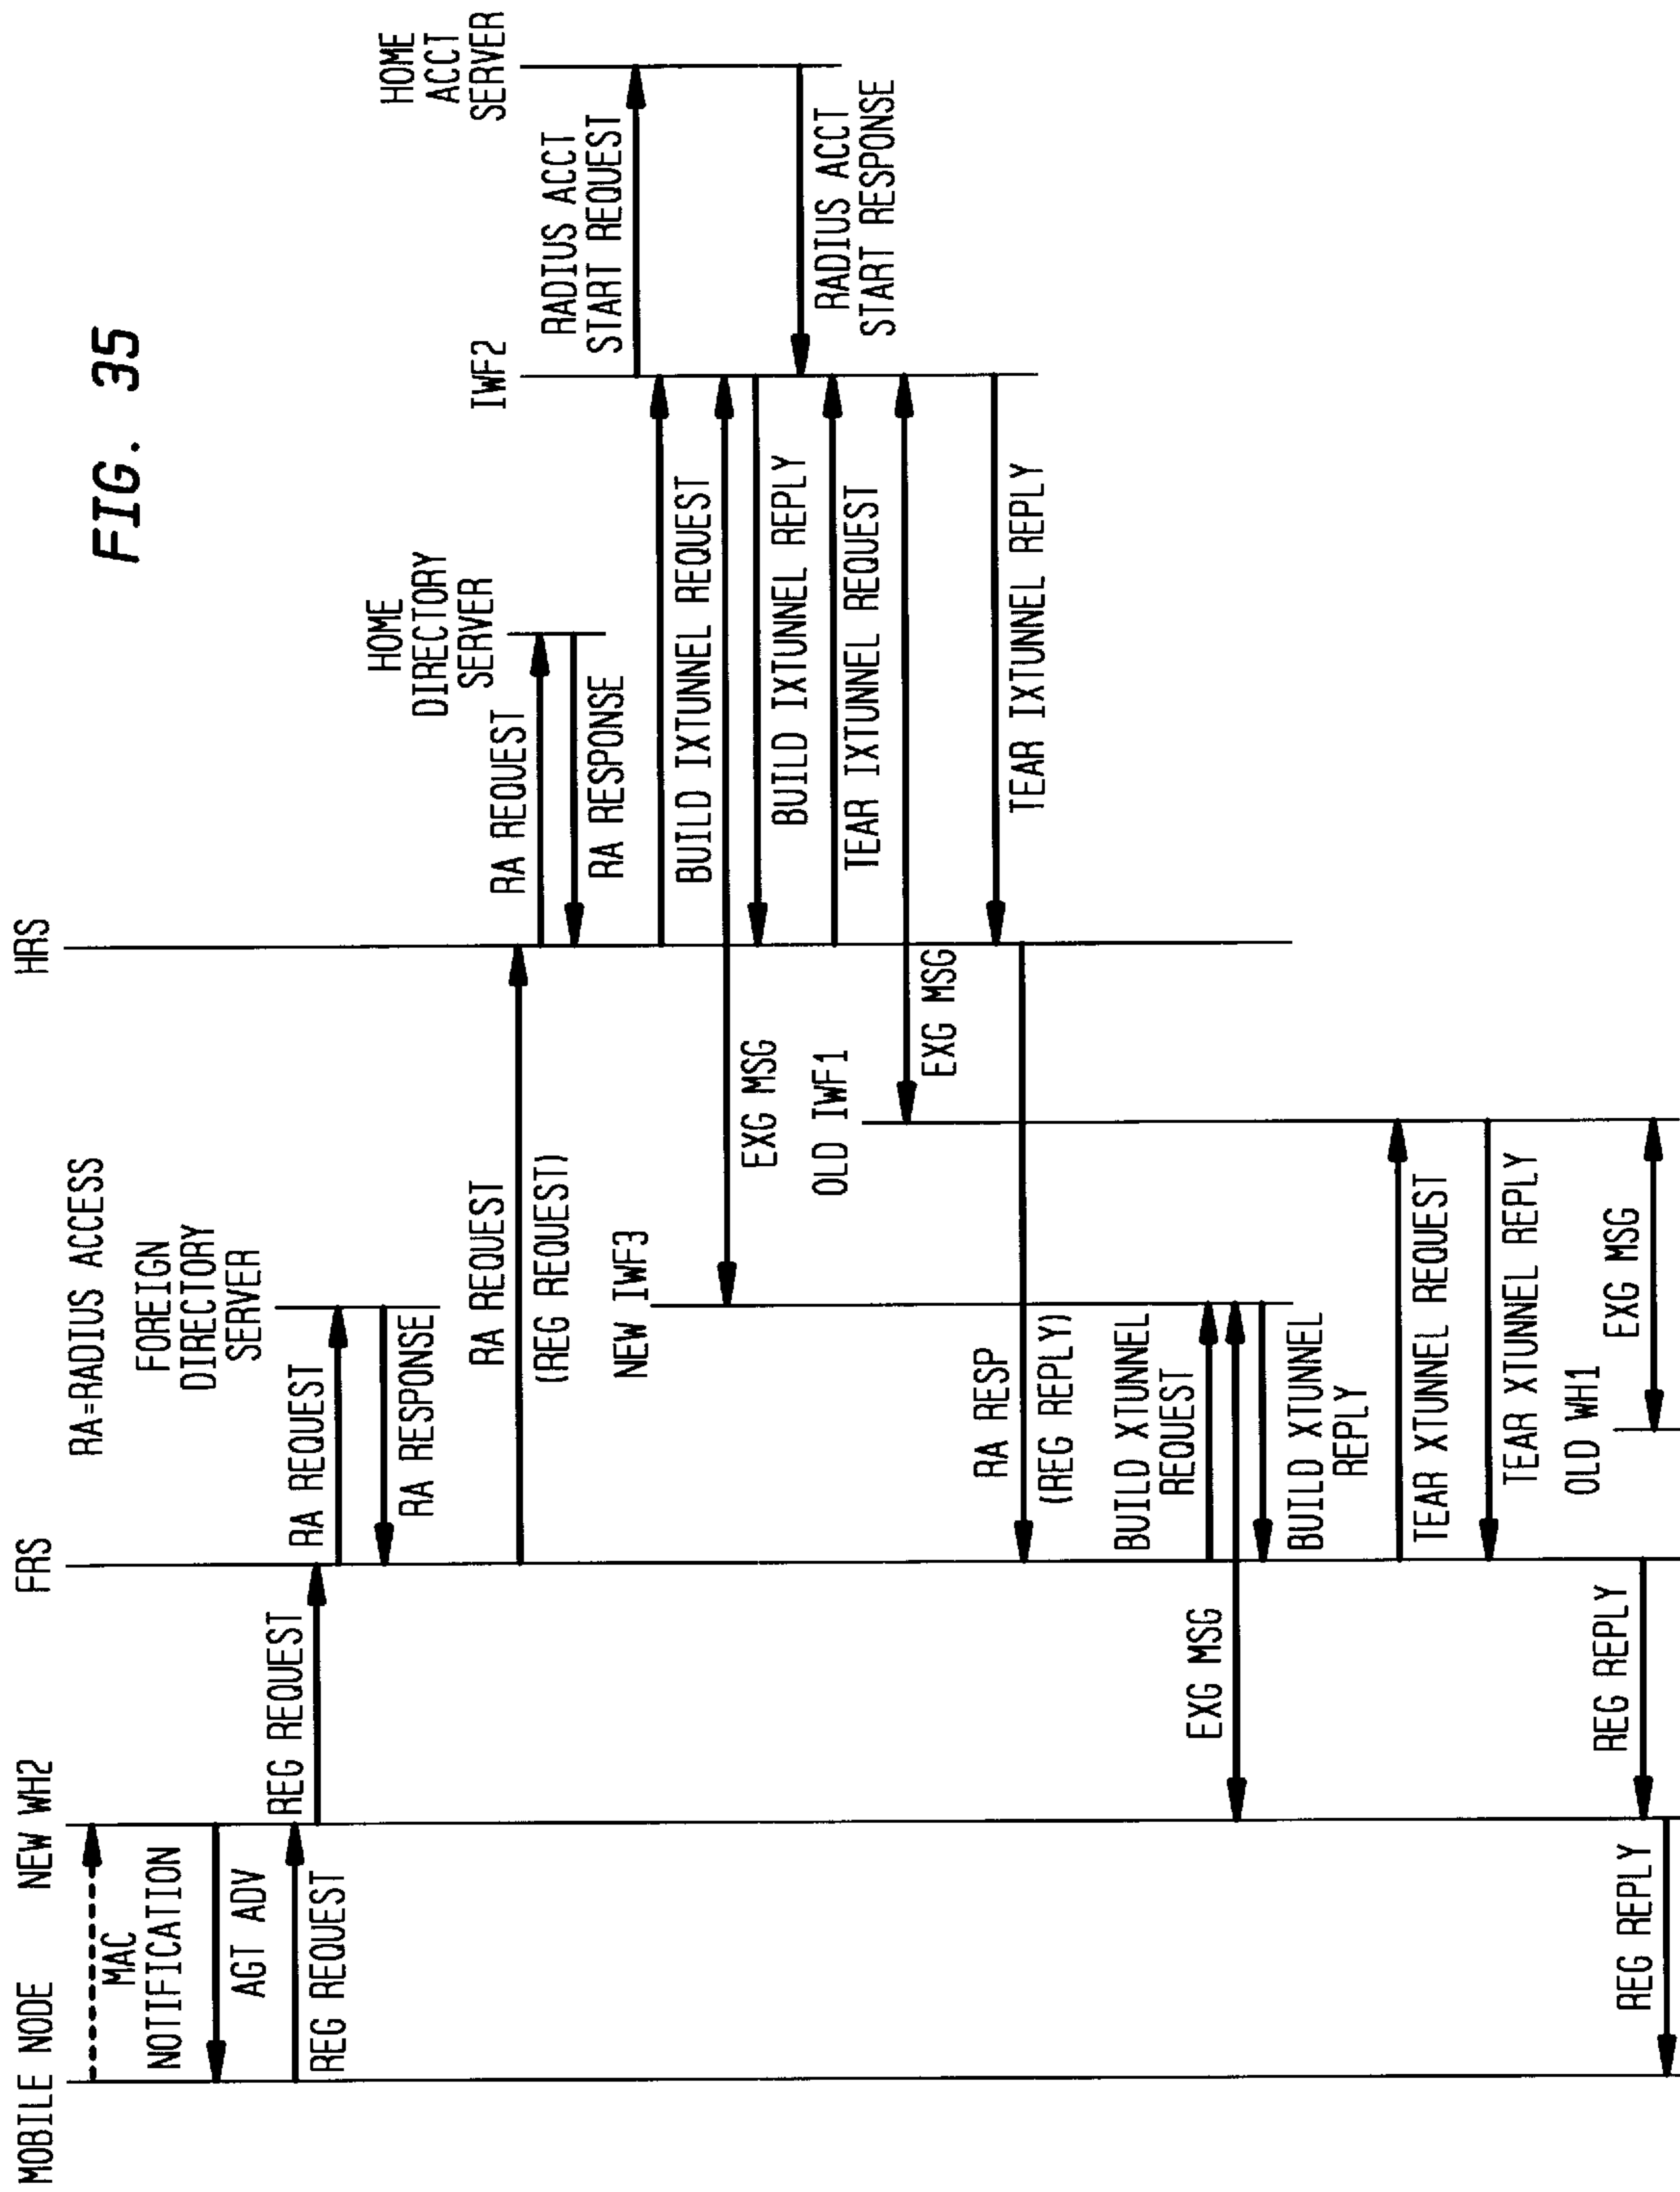 FIG. 35
MOBILE NODE
NEW WH2
FRS
HRS
RA=RADIUS ACCESS
MAC
NOTIFICATION
AGT ADV
REG REQUEST
REG REQUEST
FOREIGN
DIRECTORY
SERVER
RA REQUEST
RA RESPONSE
RA REQUEST
(REG REQUEST)
HOME
DIRECTORY
SERVER
RA REQUEST
RA RESPONSE
IWF2
HOME
ACCT
SERVER
RADIUS ACCT
START REQUEST
BUILD IXTUNNEL REQUEST
NEW IWF3
EXG MSG
BUILD IXTUNNEL REPLY
RADIUS ACCT
START RESPONSE
TEAR IXTUNNEL REQUEST
OLD IWF1
EXG MSG
TEAR IXTUNNEL REPLY
RA RESP
(REG REPLY)
BUILD XTUNNEL
REQUEST
EXG MSG
BUILD XTUNNEL
REPLY
TEAR XTUNNEL REQUEST
TEAR XTUNNEL REPLY
OLD WH1
EXG MSG
REG REPLY
REG REPLY